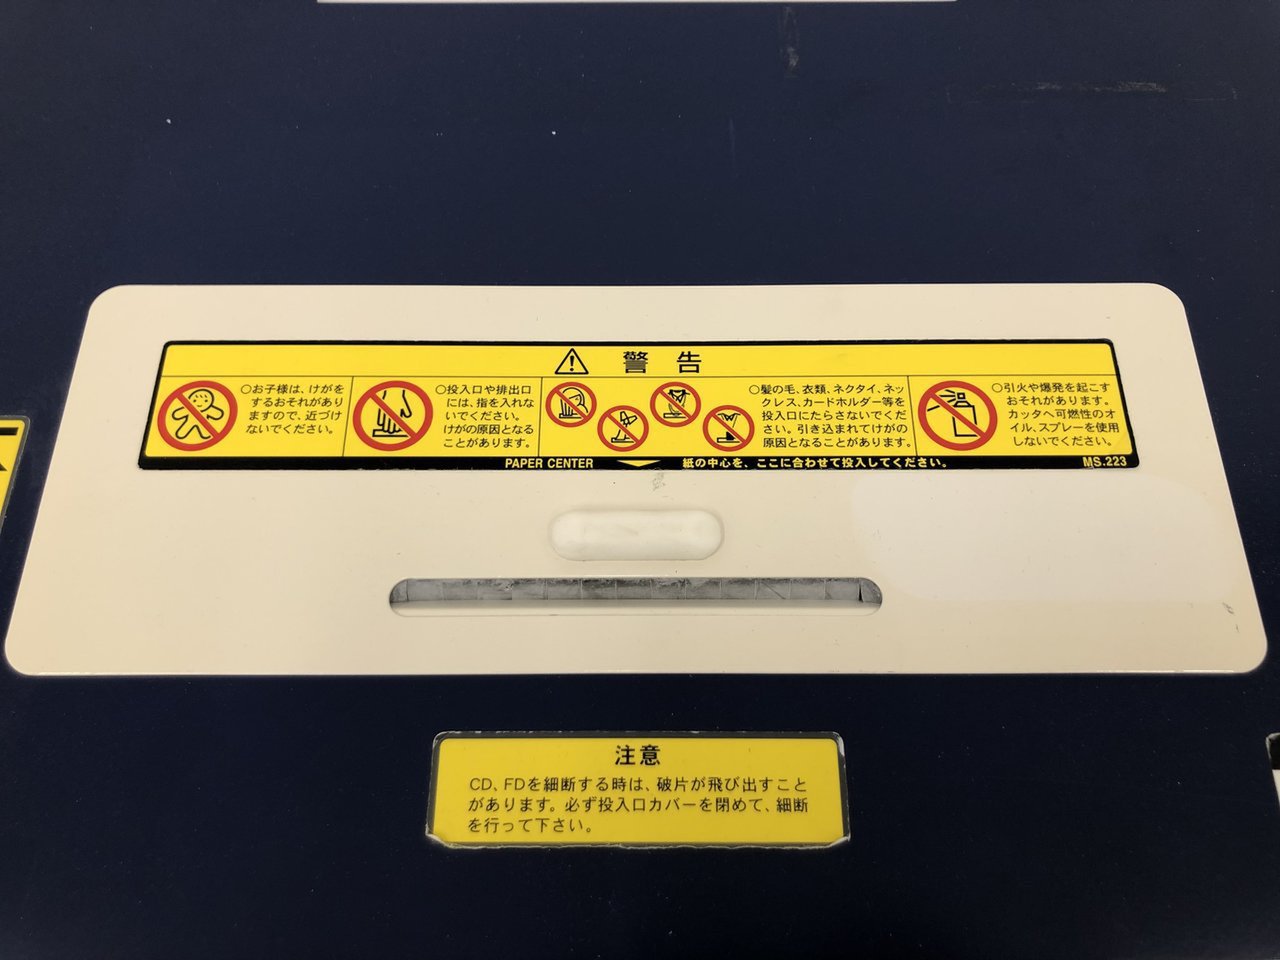 警告
○お子様は、けがを
するおそれがあり
ますので、近づけ
ないでください。
○投入口や排出口
には、指を入れな
いでください。
けがの原因となる
ことがあります。
○髪の毛、衣類、ネクタイ、ネッ
クレス、カードホルダー等を
投入口にたらさないでくだ
さい。引き込まれてけがの
原因となることがあります。
○引火や爆発を起こす
おそれがあります。
カッタへ可燃性のオ
イル、スプレーを使用
しないでください。
PAPER CENTER 紙の中心を、ここに合わせて投入してください。 MS.223
注意
CD、FDを細断する時は、破片が飛び出すこと
があります。必ず投入口カバーを閉めて、細断
を行って下さい。